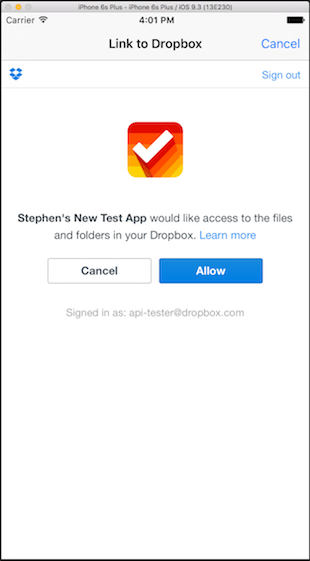 iPhone 6s Plus - iPhone 6s Plus / iOS 9.3 (13E230)
Carrier 4:01 PM
Link to Dropbox Cancel
Sign out
Stephen's New Test App would like access to the files
and folders in your Dropbox. Learn more
Cancel Allow
Signed in as: api-tester@dropbox.com